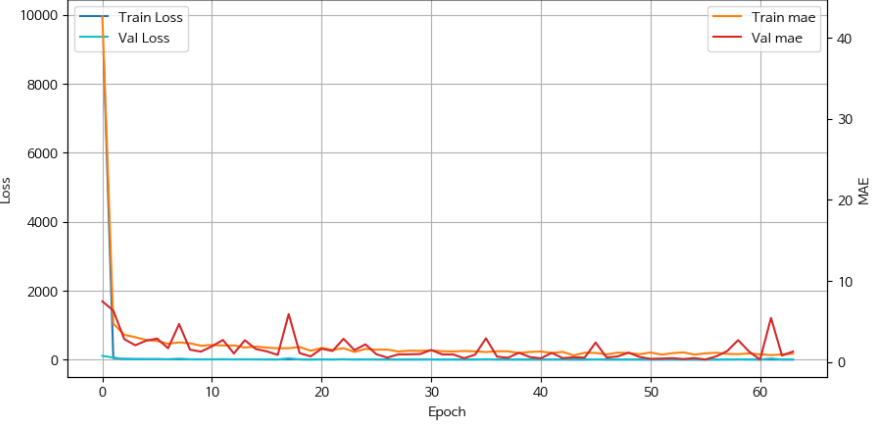 10000
8000
6000
4000
2000
0
Loss
Train Loss
Val Loss
Train mae
Val mae
40
30
20
10
0
MAE
0 10 20 30 40 50 60
Epoch